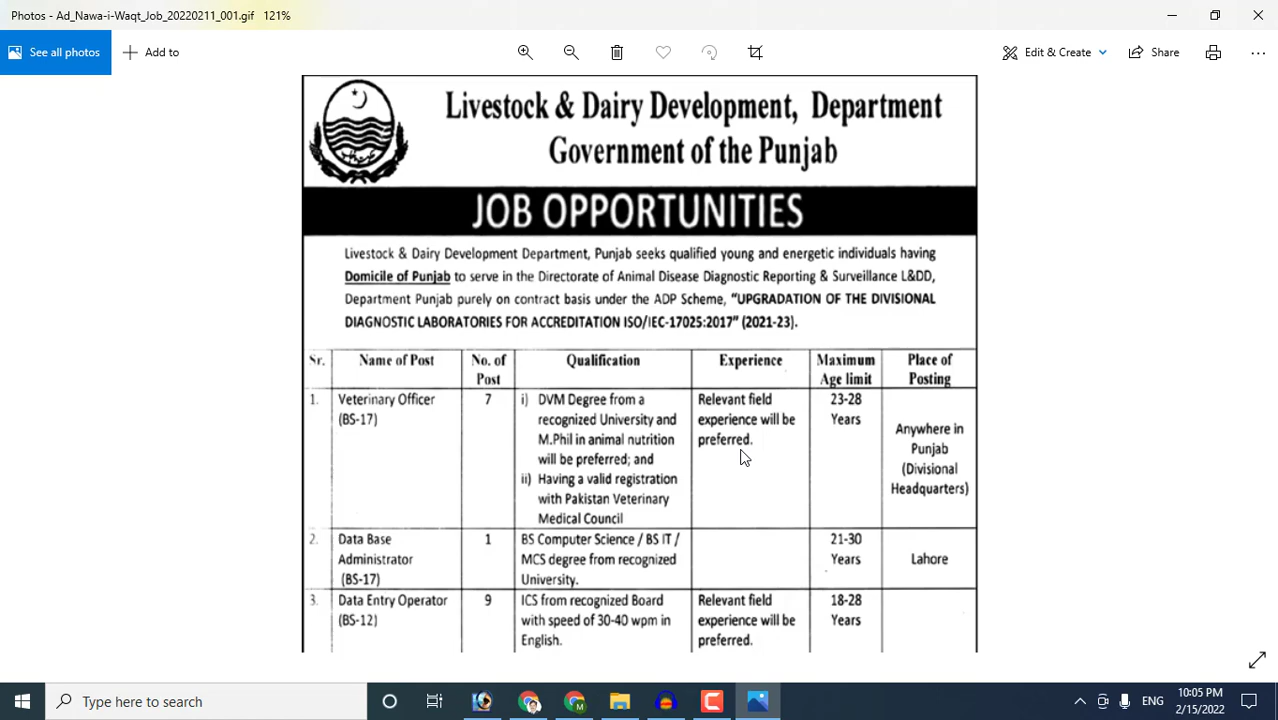 Photos - Ad_Nawa-i-Waqt_Job_20220211_001.gif 121%
See all photos
Add to
Edit & Create
Share
Livestock & Dairy Development, Department
Government of the Punjab
JOB OPPORTUNITIES
Livestock & Dairy Development Department, Punjab seeks qualified young and energetic individuals having
Domicile of Punjab to serve in the Directorate of Animal Disease Diagnostic Reporting & Surveillance L&DD,
Department Punjab purely on contract basis under the ADP Scheme, "UPGRADATION OF THE DIVISIONAL
DIAGNOSTIC LABORATORIES FOR ACCREDITATION ISO/IEC-17025:2017" (2021-23).
Sr.
Name of Post
No. of
Post
Qualification
Experience
Maximum
Age limit
Place of
Posting
1.
Veterinary Officer
(BS-17)
7
i) DVM Degree from a
recognized University and
M.Phil in animal nutrition
will be preferred; and
ii) Having a valid registration
with Pakistan Veterinary
Medical Council
Relevant field
experience will be
preferred.
23-28
Years
Anywhere in
Punjab
(Divisional
Headquarters)
2.
Data Base
Administrator
(BS-17)
1
BS Computer Science / BS IT /
MCS degree from recognized
University.
21-30
Years
Lahore
3.
Data Entry Operator
(BS-12)
9
ICS from recognized Board
with speed of 30-40 wpm in
English.
Relevant field
experience will be
preferred.
18-28
Years
Type here to search
ENG
10:05 PM
2/15/2022